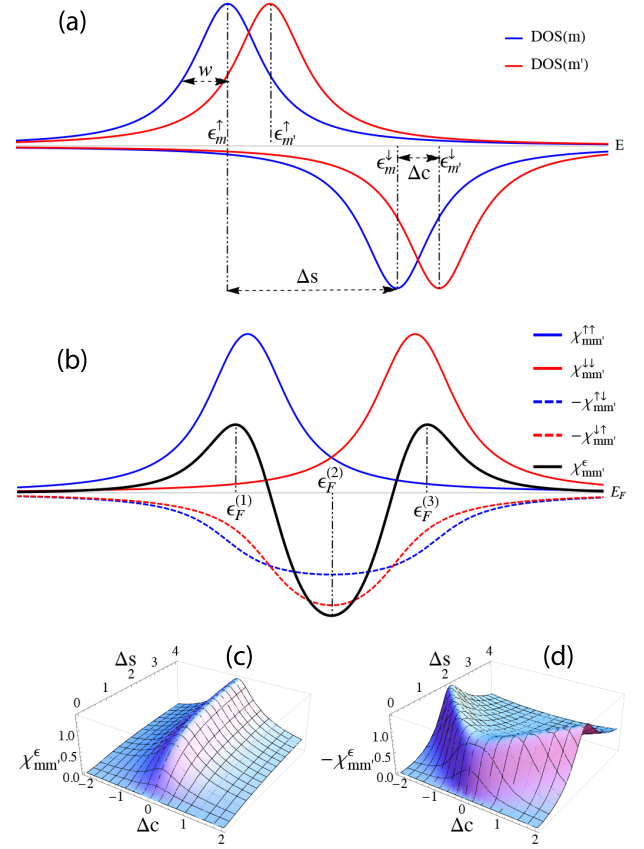 (a)
DOS(m)
DOS(m')
w
ϵ_m^↑
ϵ_m'^↑
ϵ_m^↓
ϵ_m'^↓
E
Δc
Δs
(b)
χ_mm'^↑↑
χ_mm'^↓↓
−χ_mm'^↑↓
−χ_mm'^↓↑
χ_mm'^ϵ
ϵ_F^(1)
ϵ_F^(2)
ϵ_F^(3)
E_F
(c)
Δs
0 1 2 3 4
χ_mm'^ϵ
1.0
0.5
0.0
−2 −1 0 1 2
Δc
(d)
Δs
0 1 2 3 4
−χ_mm'^ϵ
1.0
0.5
0.0
−2 −1 0 1 2
Δc